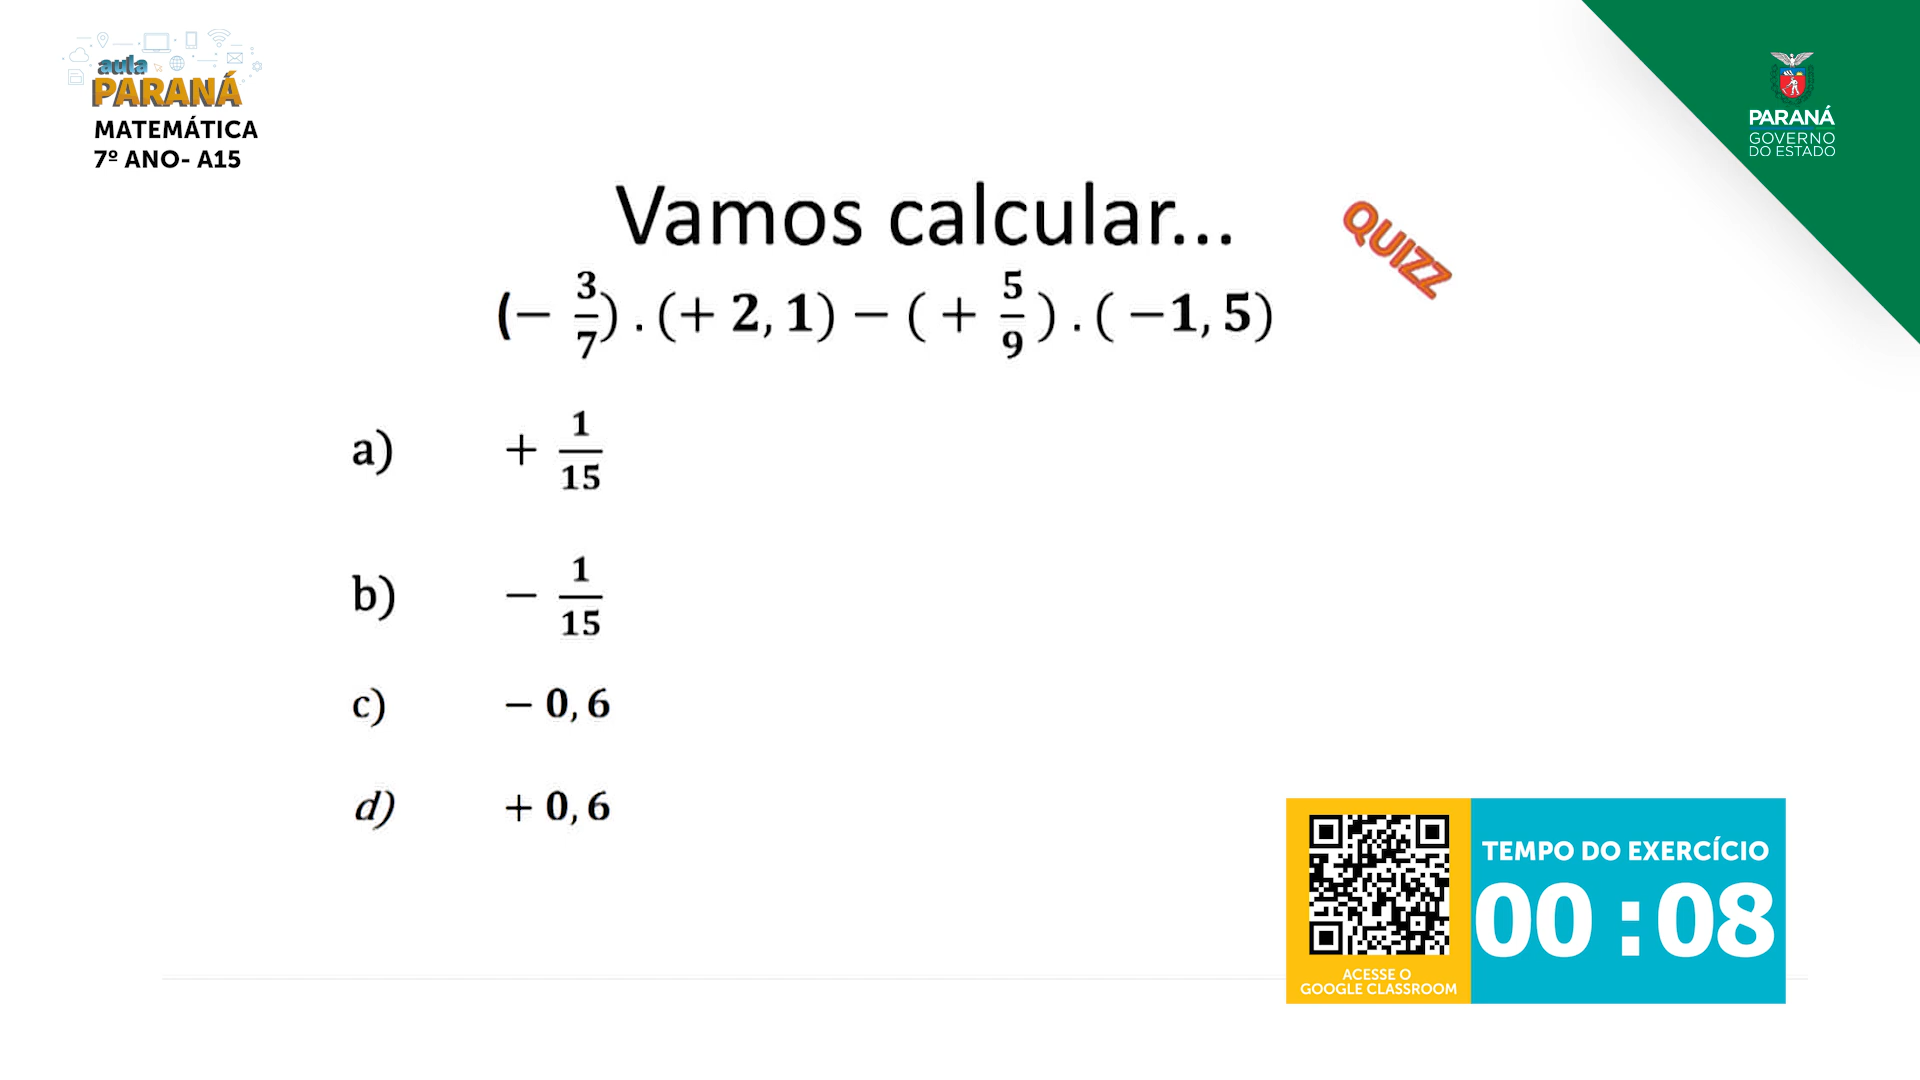 aula
PARANÁ
MATEMÁTICA
7º ANO- A15
PARANÁ
GOVERNO
DO ESTADO
Vamos calcular...
QUIZZ
(− 3/7) . (+ 2, 1) − ( + 5/9 ) . ( −1, 5)
a) + 1/15
b) − 1/15
c) − 0, 6
d) + 0, 6
TEMPO DO EXERCÍCIO
00 : 08
ACESSE O
GOOGLE CLASSROOM